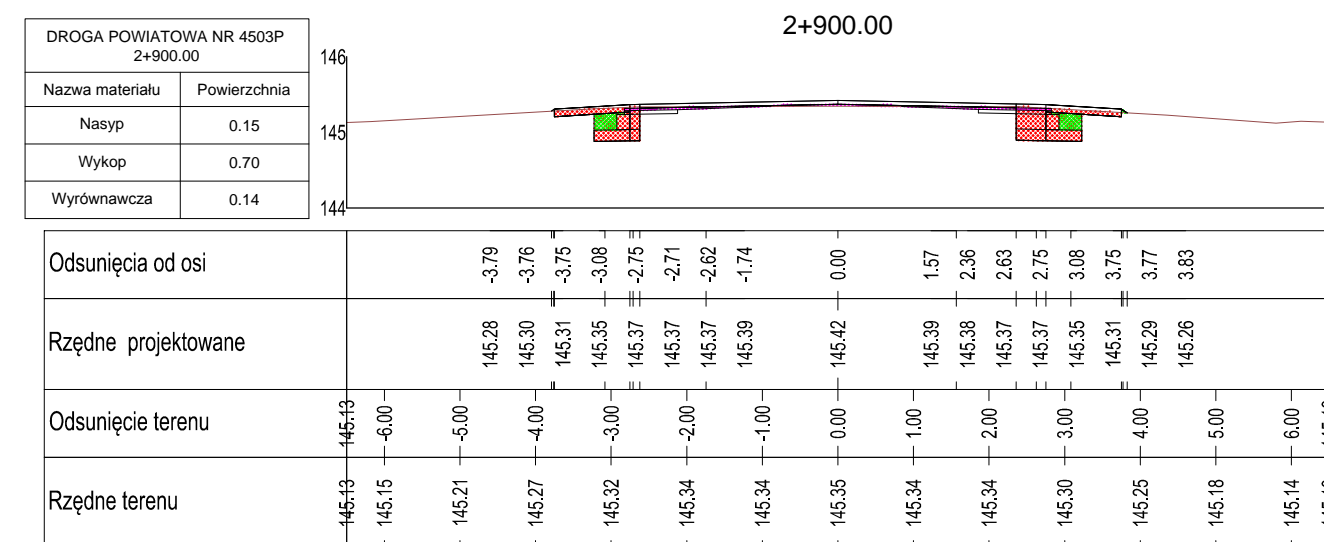 2+900.00
DROGA POWIATOWA NR 4503P
2+900.00
Nazwa materiału Powierzchnia
Nasyp 0.15
Wykop 0.70
Wyrównawcza 0.14
146
145
144
Odsunięcia od osi -3.79 -3.76 -3.75 -3.08 -2.75 -2.71 -2.62 -1.74 0.00 1.57 2.36 2.63 2.75 3.08 3.75 3.77 3.83
Rzędne projektowane 145.28 145.30 145.31 145.35 145.37 145.37 145.37 145.39 145.42 145.39 145.38 145.37 145.37 145.35 145.31 145.29 145.26
Odsunięcie terenu 145.13 -6.00 -5.00 -4.00 -3.00 -2.00 -1.00 0.00 1.00 2.00 3.00 4.00 5.00 6.00
Rzędne terenu 145.13 145.15 145.21 145.27 145.32 145.34 145.34 145.35 145.34 145.34 145.30 145.25 145.18 145.14